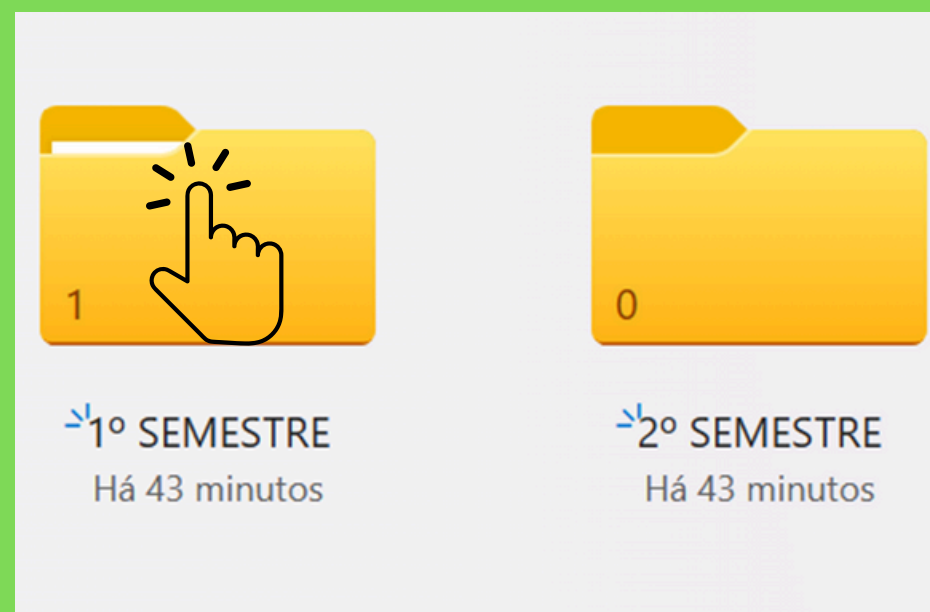 1
0
1º SEMESTRE
2º SEMESTRE
Há 43 minutos
Há 43 minutos